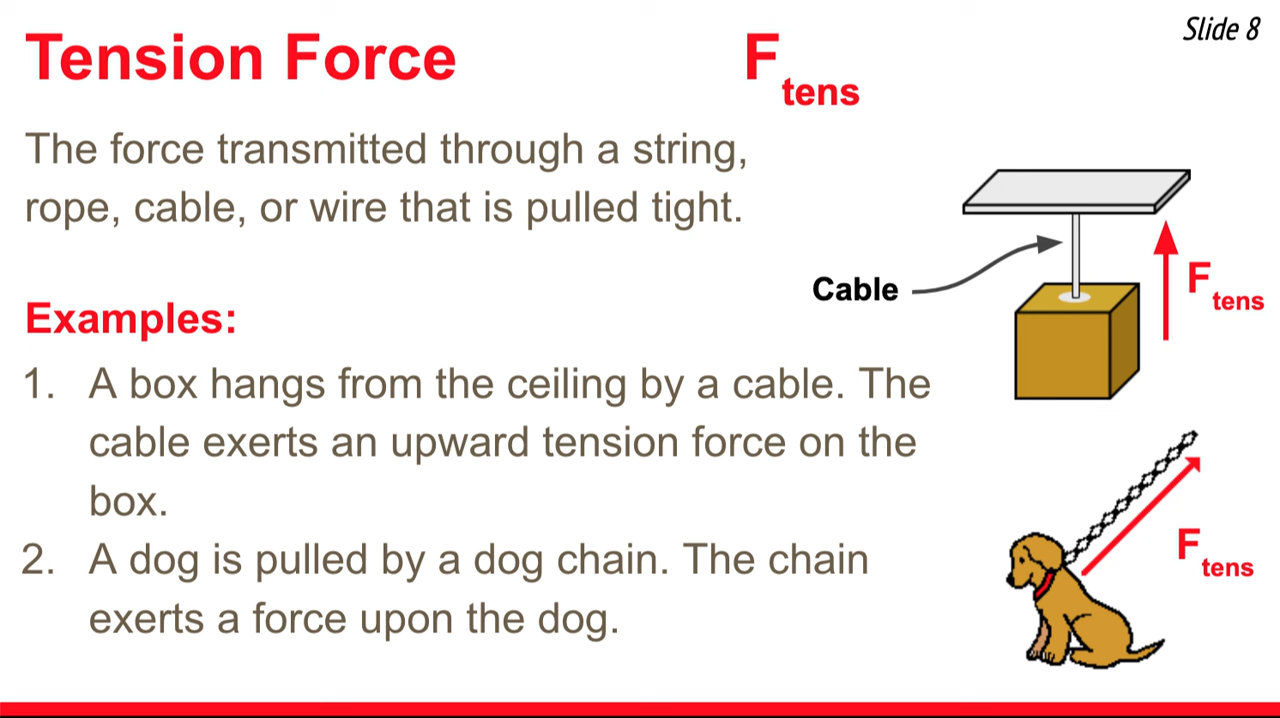 Slide 8
Tension Force
F tens
The force transmitted through a string,
rope, cable, or wire that is pulled tight.
Cable
F tens
Examples:
1. A box hangs from the ceiling by a cable. The
cable exerts an upward tension force on the
box.
2. A dog is pulled by a dog chain. The chain
exerts a force upon the dog.
F tens